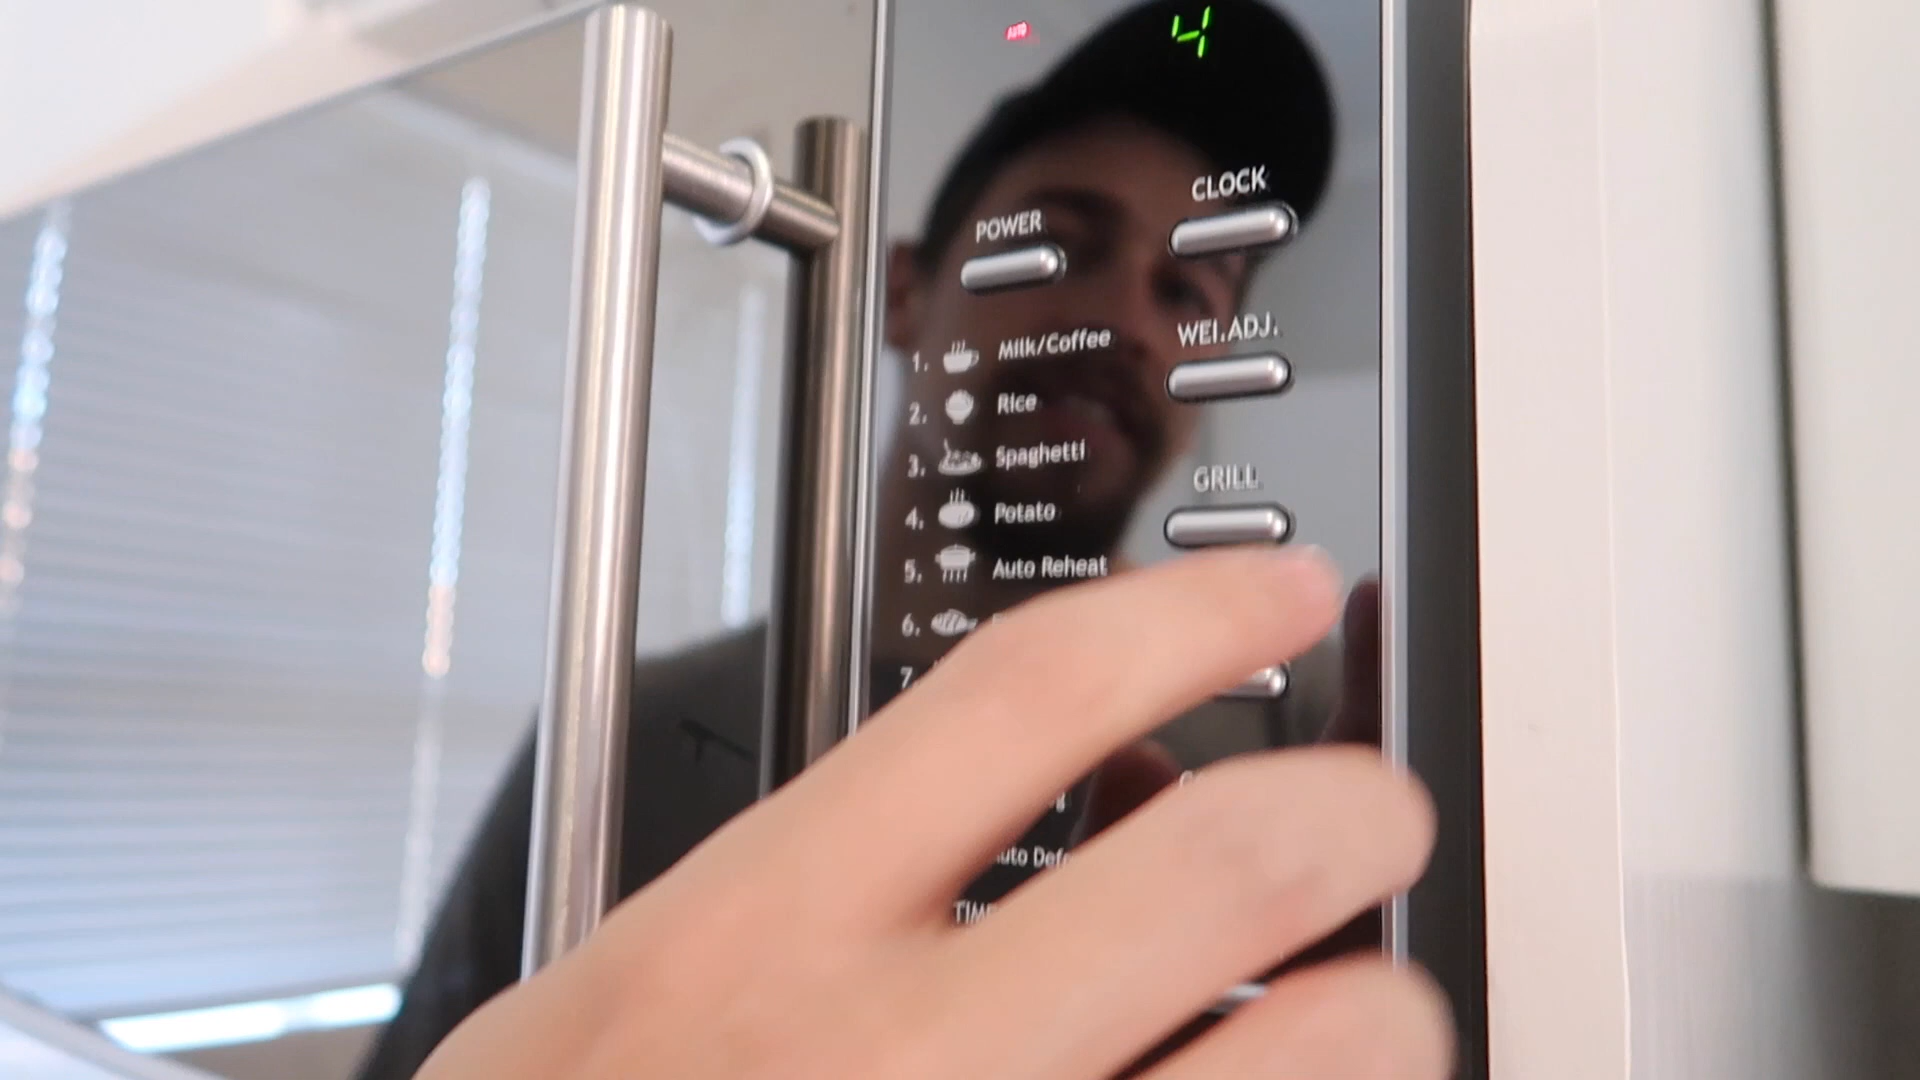 AUTO
4
CLOCK
POWER
WEI.ADJ.
1. Milk/Coffee
2. Rice
3. Spaghetti
GRILL
4. Potato
5. Auto Reheat
6.
7.